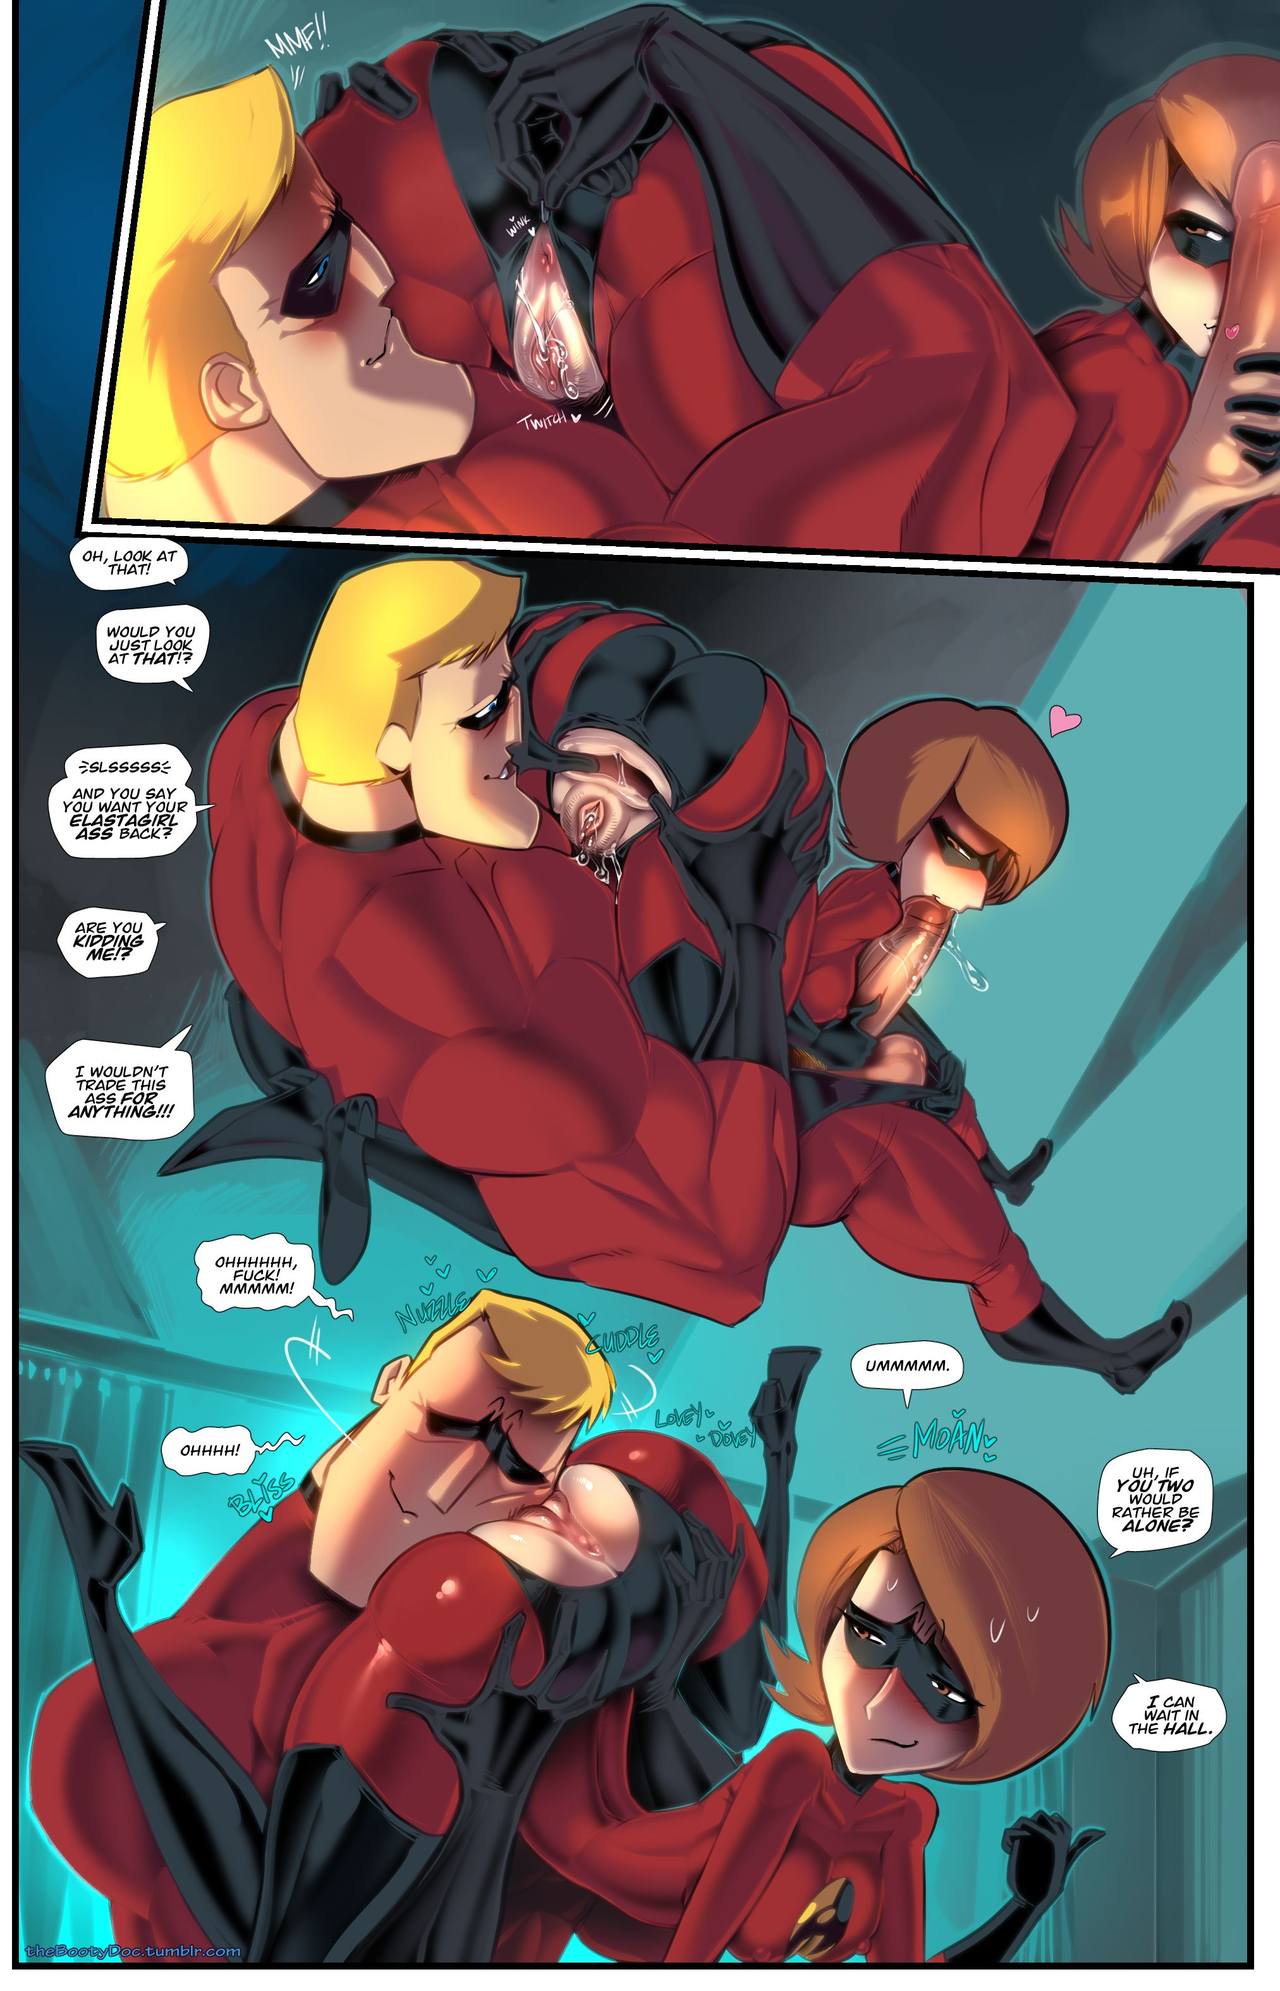 MMF!!
WINK
TWITCH
OH, LOOK AT
THAT!
WOULD YOU
JUST LOOK
AT THAT!?
SLSSSSS
AND YOU SAY
YOU WANT YOUR
ELASTAGIRL
ASS BACK?
ARE YOU
KIDDING
ME!?
I WOULDN'T
TRADE THIS
ASS FOR
ANYTHING!!!
OHHHHHH,
FUCK!
MMMMM!
NUZZLE
CUDDLE
OHHHH!
BLISS
LOVEY
DOVEY
UMMMMM.
MOAN
UH, IF
YOU TWO
WOULD
RATHER BE
ALONE?
I CAN
WAIT IN
THE HALL.
theBootyDoc.tumblr.com